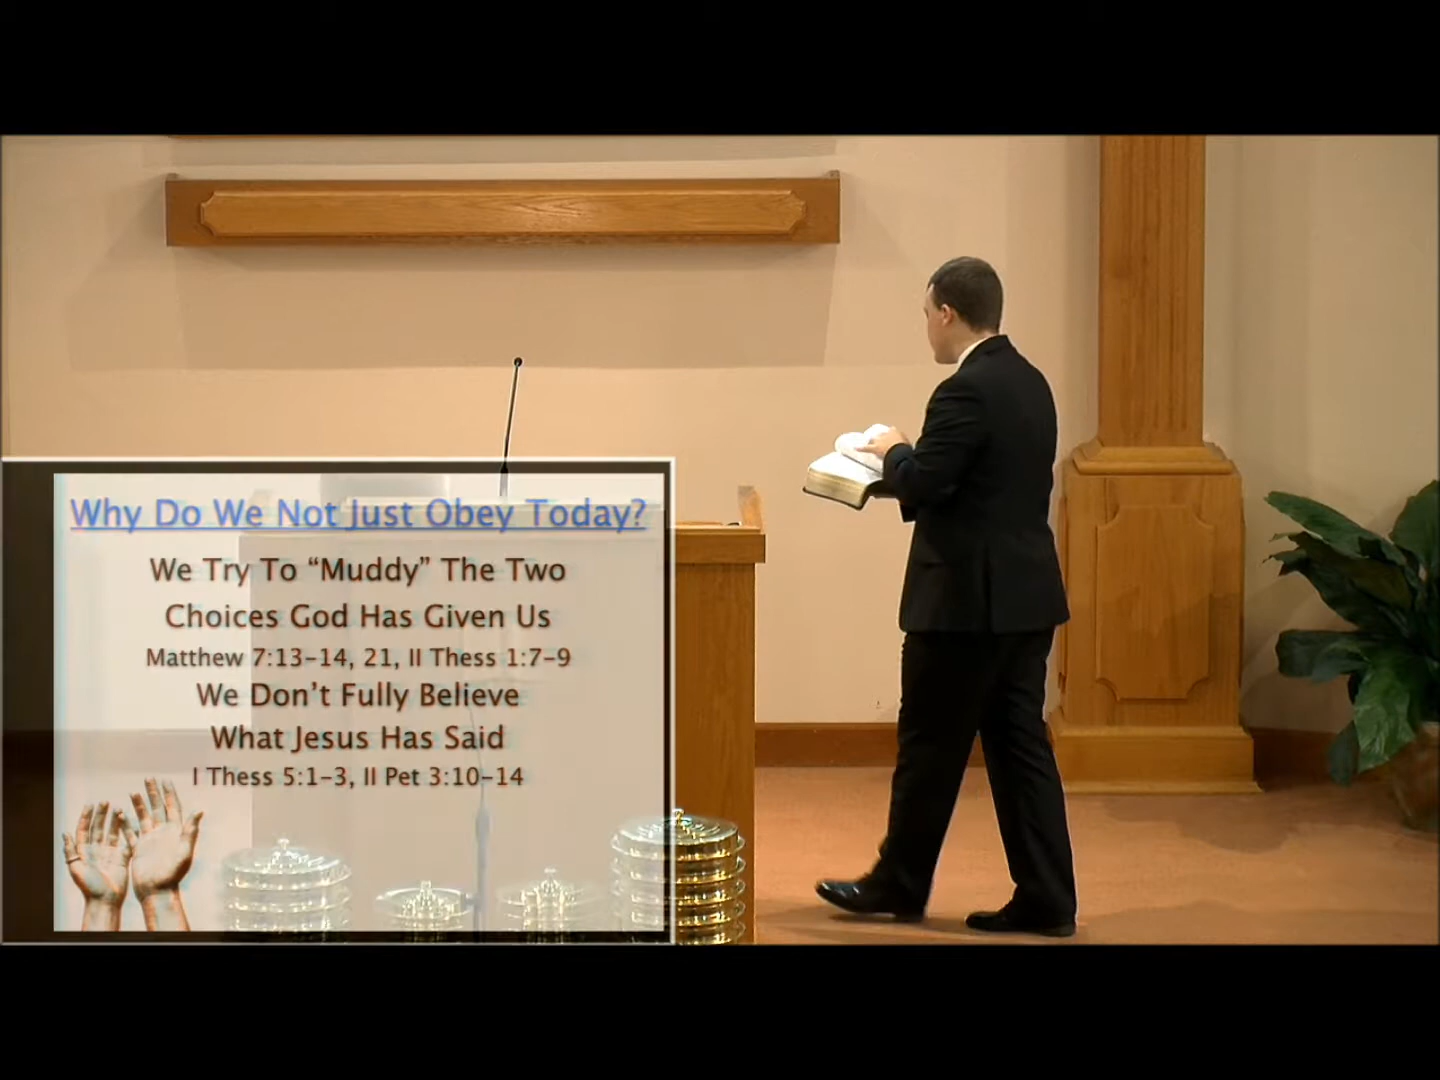 Why Do We Not Just Obey Today?
We Try To “Muddy” The Two
Choices God Has Given Us
Matthew 7:13-14, 21, II Thess 1:7-9
We Don’t Fully Believe
What Jesus Has Said
I Thess 5:1-3, II Pet 3:10-14